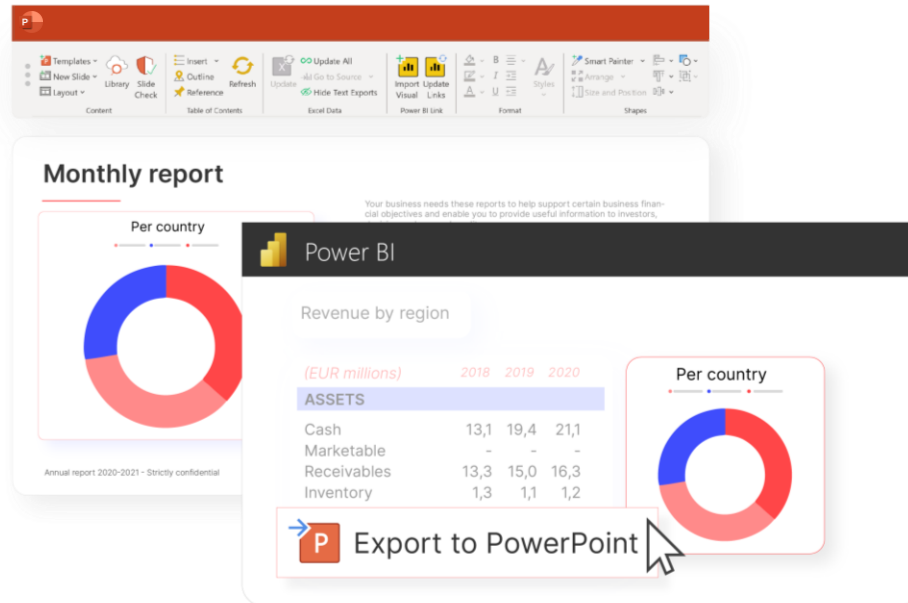 P
Templates
New Slide
Layout
Library
Slide
Check
Content
Insert
Outline
Reference
Refresh
Table of Contents
Update
Update All
Go to Source
Hide Text Exports
Excel Data
Import
Visual
Update
Links
Power BI Link
B
I
A U
Styles
Format
Smart Painter
Arrange
Size and Position
Shapes
Monthly report
Your business needs these reports to help support certain business finan-
cial objectives and enable you to provide useful information to investors,
Per country
Annual report 2020-2021 - Strictly confidential
Power BI
Revenue by region
(EUR millions) 2018 2019 2020
ASSETS
Cash 13,1 19,4 21,1
Marketable - - -
Receivables 13,3 15,0 16,3
Inventory 1,3 1,1 1,2
Per country
P Export to PowerPoint